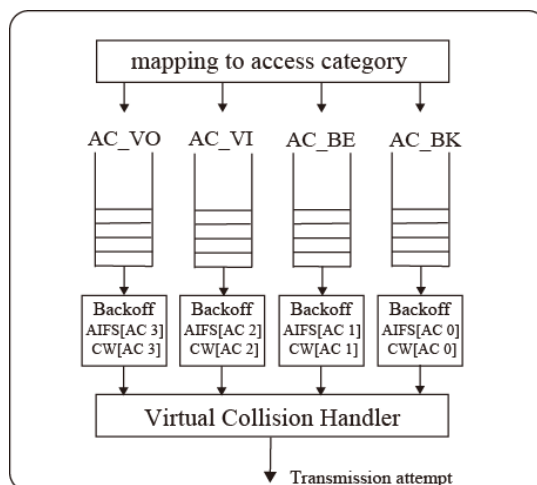 mapping to access category
AC_VO AC_VI AC_BE AC_BK
Backoff Backoff Backoff Backoff
AIFS[AC 3] AIFS[AC 2] AIFS[AC 1] AIFS[AC 0]
CW[AC 3] CW[AC 2] CW[AC 1] CW[AC 0]
Virtual Collision Handler
Transmission attempt